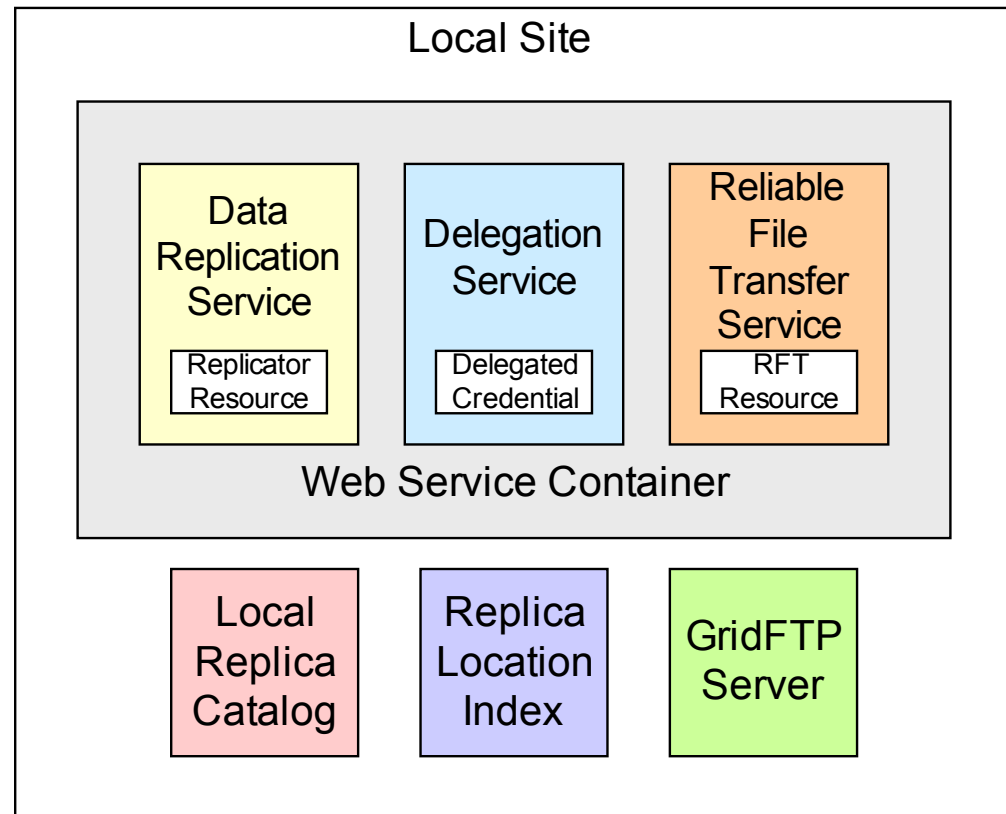 Local Site
Data
Replication
Service
Replicator
Resource
Delegation
Service
Delegated
Credential
Reliable
File
Transfer
Service
RFT
Resource
Web Service Container
Local
Replica
Catalog
Replica
Location
Index
GridFTP
Server